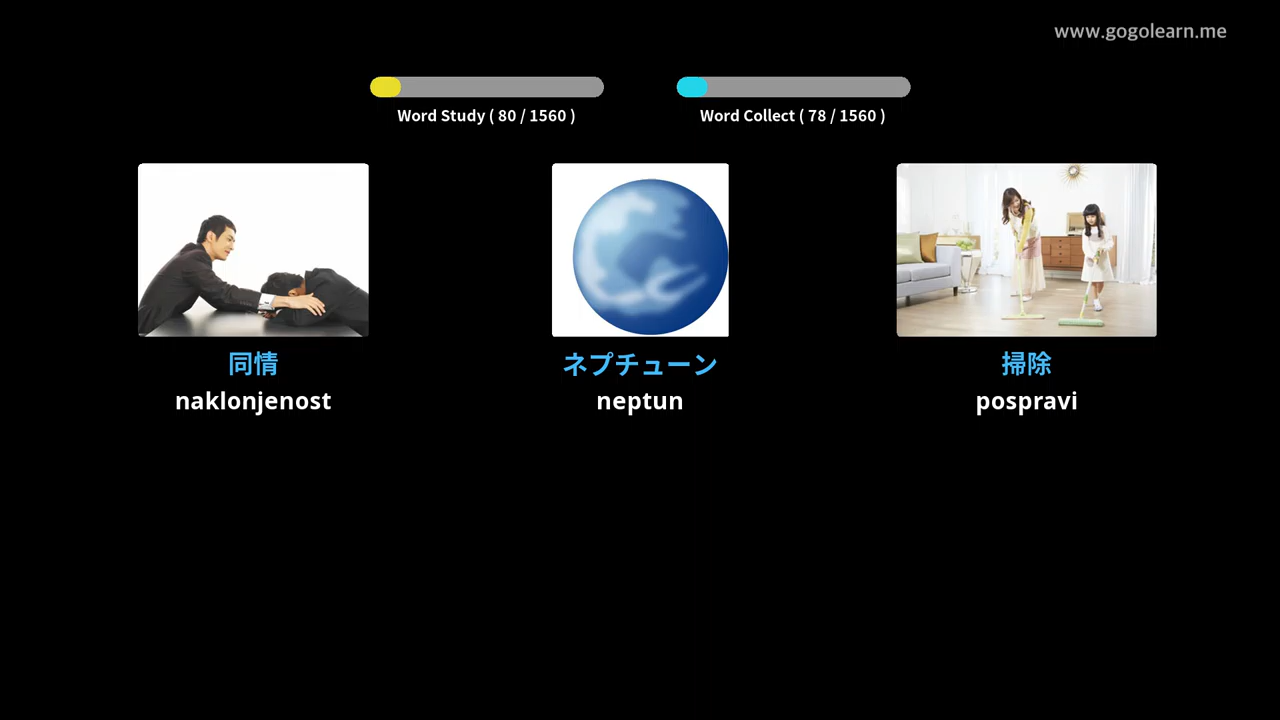 www.gogolearn.me
Word Study ( 80 / 1560 )
Word Collect ( 78 / 1560 )
同情
naklonjenost
ネプチューン
neptun
掃除
pospravi